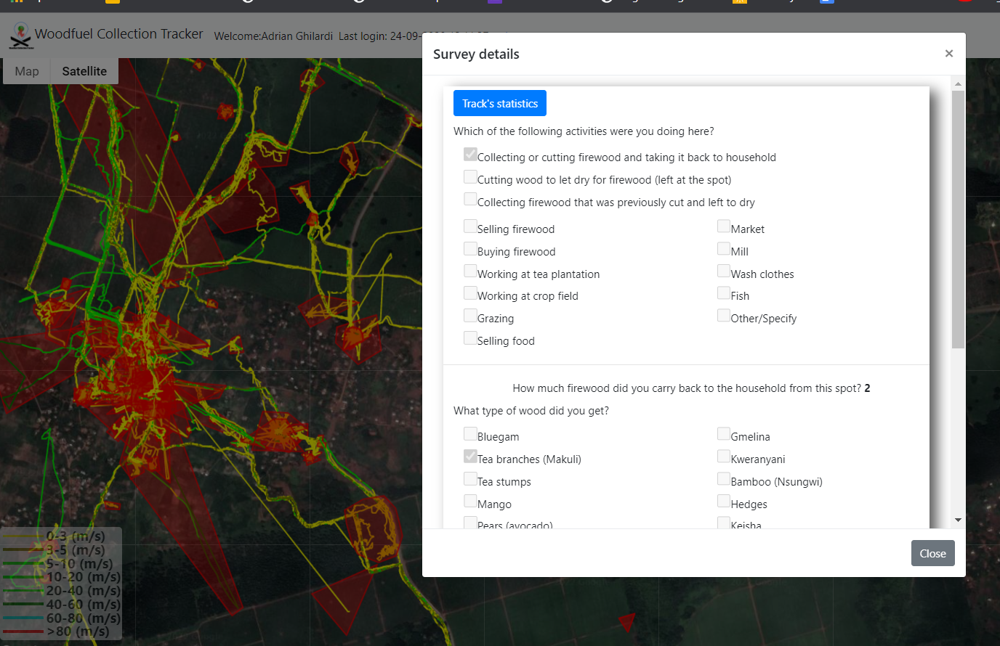 Woodfuel Collection Tracker
Welcome:Adrian Ghilardi Last login: 24-09-
Map Satellite
Survey details
×
Track's statistics
Which of the following activities were you doing here?
Collecting or cutting firewood and taking it back to household
Cutting wood to let dry for firewood (left at the spot)
Collecting firewood that was previously cut and left to dry
Selling firewood
Market
Buying firewood
Mill
Working at tea plantation
Wash clothes
Working at crop field
Fish
Grazing
Other/Specify
Selling food
How much firewood did you carry back to the household from this spot? 2
What type of wood did you get?
Bluegam
Gmelina
Tea branches (Makuli)
Kweranyani
Tea stumps
Bamboo (Nsungwi)
Mango
Hedges
Pears (avocado)
Keisha
Close
0-3 (m/s)
3-5 (m/s)
5-10 (m/s)
10-20 (m/s)
20-40 (m/s)
40-60 (m/s)
60-80 (m/s)
>80 (m/s)